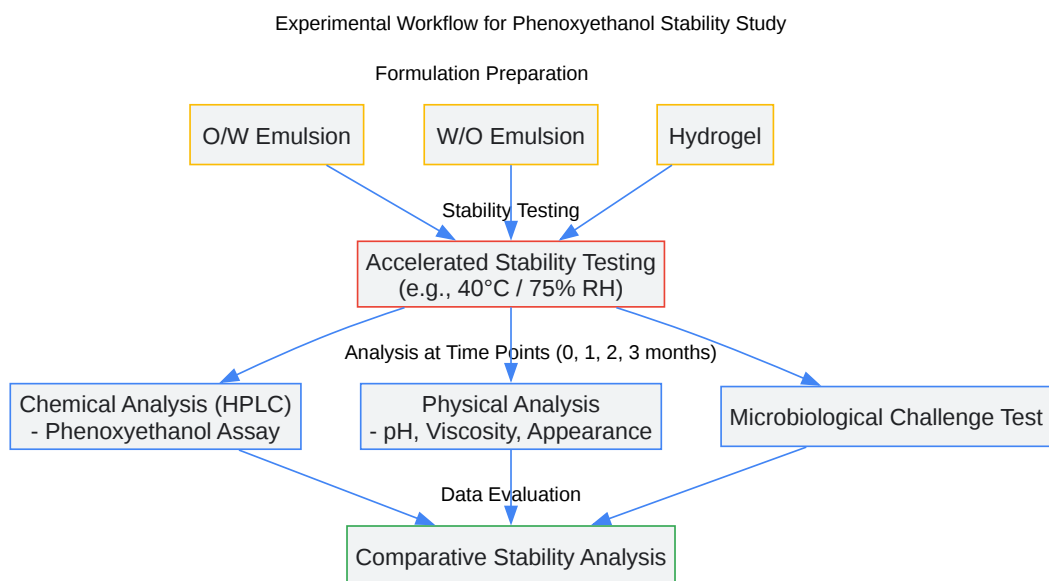 Experimental Workflow for Phenoxyethanol Stability Study
Formulation Preparation
O/W Emulsion
W/O Emulsion
Hydrogel
Stability Testing
Accelerated Stability Testing
(e.g., 40°C / 75% RH)
Analysis at Time Points (0, 1, 2, 3 months)
Chemical Analysis (HPLC)
- Phenoxyethanol Assay
Physical Analysis
- pH, Viscosity, Appearance
Microbiological Challenge Test
Data Evaluation
Comparative Stability Analysis